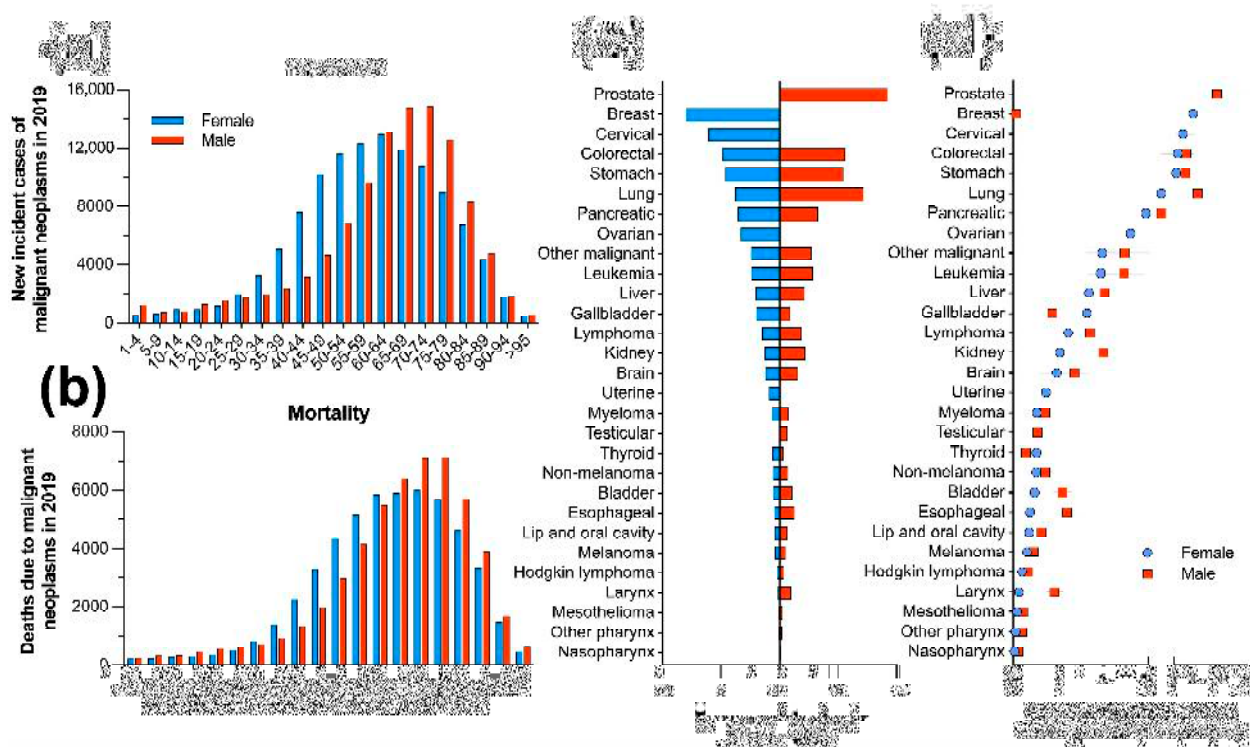 New incident cases of
malignant neoplasms in 2019
16,000
12,000
8000
4000
0
Female
Male
1-4
5-9
10-14
15-19
20-24
25-29
30-34
35-39
40-44
45-49
50-54
55-59
60-64
65-69
70-74
75-79
80-84
85-89
90-94
>95
(b)
Mortality
Deaths due to malignant
neoplasms in 2019
8000
6000
4000
2000
0
Prostate
Breast
Cervical
Colorectal
Stomach
Lung
Pancreatic
Ovarian
Other malignant
Leukemia
Liver
Gallbladder
Lymphoma
Kidney
Brain
Uterine
Myeloma
Testicular
Thyroid
Non-melanoma
Bladder
Esophageal
Lip and oral cavity
Melanoma
Hodgkin lymphoma
Larynx
Mesothelioma
Other pharynx
Nasopharynx
Prostate
Breast
Cervical
Colorectal
Stomach
Lung
Pancreatic
Ovarian
Other malignant
Leukemia
Liver
Gallbladder
Lymphoma
Kidney
Brain
Uterine
Myeloma
Testicular
Thyroid
Non-melanoma
Bladder
Esophageal
Lip and oral cavity
Melanoma
Hodgkin lymphoma
Larynx
Mesothelioma
Other pharynx
Nasopharynx
Female
Male